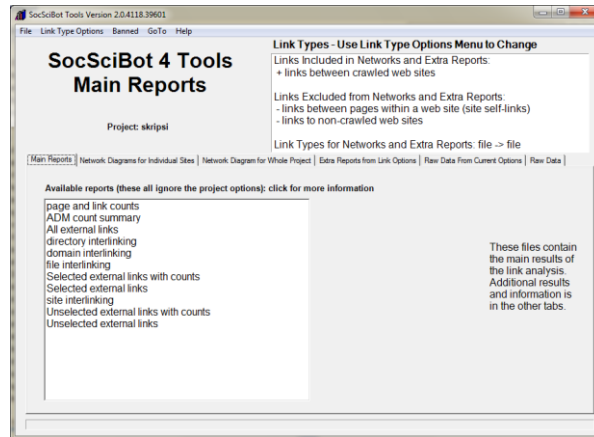 SocSciBot Tools Version 2.0.4118.39601
File Link Type Options Banned GoTo Help
SocSciBot 4 Tools
Main Reports
Project: skripsi
Link Types - Use Link Type Options Menu to Change
Links Included in Networks and Extra Reports:
+ links between crawled web sites
Links Excluded from Networks and Extra Reports:
- links between pages within a web site (site self-links)
- links to non-crawled web sites
Link Types for Networks and Extra Reports: file -> file
Main Reports | Network Diagrams for Individual Sites | Network Diagram for Whole Project | Extra Reports from Link Options | Raw Data From Current Options | Raw Data |
Available reports (these all ignore the project options): click for more information
page and link counts
ADM count summary
All external links
directory interlinking
domain interlinking
file interlinking
Selected external links with counts
Selected external links
site interlinking
Unselected external links with counts
Unselected external links
These files contain
the main results of
the link analysis.
Additional results
and information is
in the other tabs.